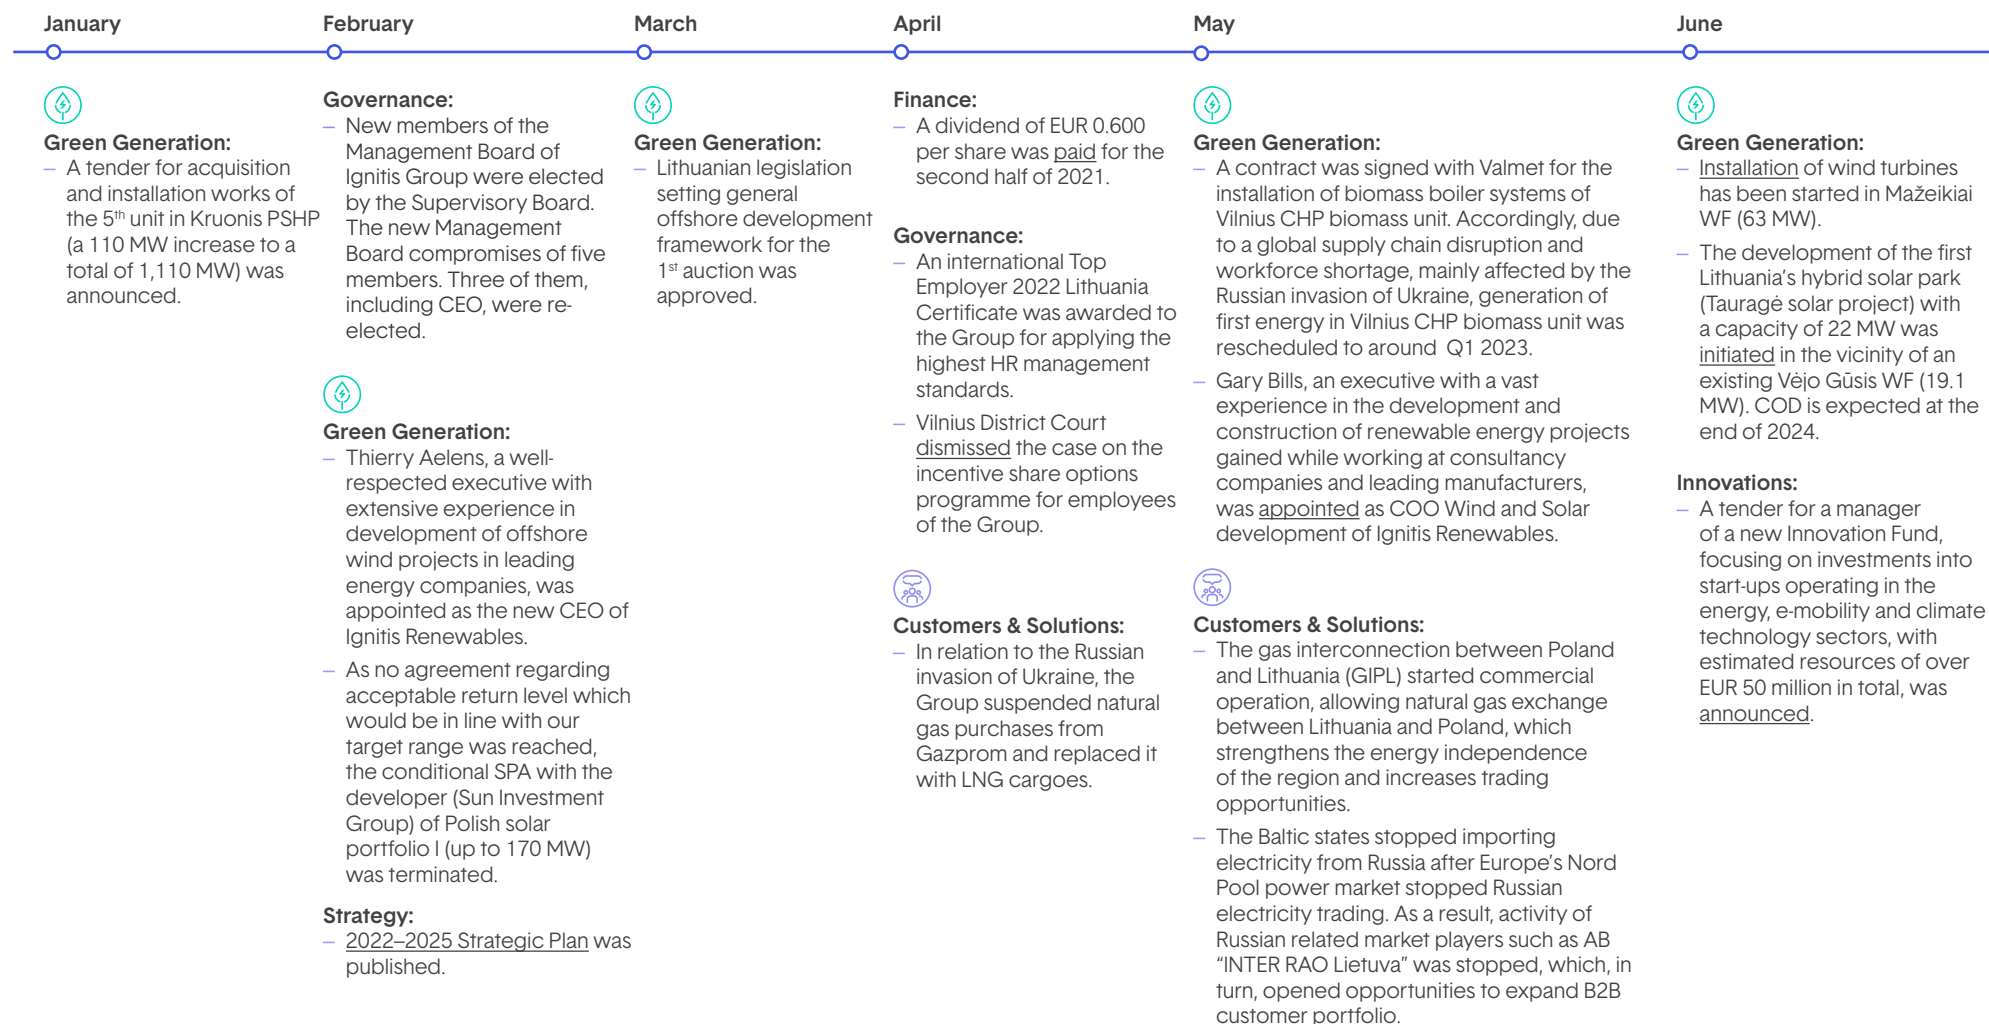 January
February
March
April
May
June
Green Generation:
– A tender for acquisition
and installation works of
the 5th unit in Kruonis PSHP
(a 110 MW increase to a
total of 1,110 MW) was
announced.
Governance:
– New members of the
Management Board of
Ignitis Group were elected
by the Supervisory Board.
The new Management
Board compromises of five
members. Three of them,
including CEO, were re-
elected.
Green Generation:
– Thierry Aelens, a well-
respected executive with
extensive experience in
development of offshore
wind projects in leading
energy companies, was
appointed as the new CEO of
Ignitis Renewables.
– As no agreement regarding
acceptable return level which
would be in line with our
target range was reached,
the conditional SPA with the
developer (Sun Investment
Group) of Polish solar
portfolio I (up to 170 MW)
was terminated.
Strategy:
– 2022–2025 Strategic Plan was
published.
Green Generation:
– Lithuanian legislation
setting general
offshore development
framework for the
1st auction was
approved.
Finance:
– A dividend of EUR 0.600
per share was paid for the
second half of 2021.
Governance:
– An international Top
Employer 2022 Lithuania
Certificate was awarded to
the Group for applying the
highest HR management
standards.
– Vilnius District Court
dismissed the case on the
incentive share options
programme for employees
of the Group.
Customers & Solutions:
– In relation to the Russian
invasion of Ukraine, the
Group suspended natural
gas purchases from
Gazprom and replaced it
with LNG cargoes.
Green Generation:
– A contract was signed with Valmet for the
installation of biomass boiler systems of
Vilnius CHP biomass unit. Accordingly, due
to a global supply chain disruption and
workforce shortage, mainly affected by the
Russian invasion of Ukraine, generation of
first energy in Vilnius CHP biomass unit was
rescheduled to around Q1 2023.
– Gary Bills, an executive with a vast
experience in the development and
construction of renewable energy projects
gained while working at consultancy
companies and leading manufacturers,
was appointed as COO Wind and Solar
development of Ignitis Renewables.
Customers & Solutions:
– The gas interconnection between Poland
and Lithuania (GIPL) started commercial
operation, allowing natural gas exchange
between Lithuania and Poland, which
strengthens the energy independence
of the region and increases trading
opportunities.
– The Baltic states stopped importing
electricity from Russia after Europe's Nord
Pool power market stopped Russian
electricity trading. As a result, activity of
Russian related market players such as AB
“INTER RAO Lietuva” was stopped, which, in
turn, opened opportunities to expand B2B
customer portfolio.
Green Generation:
– Installation of wind turbines
has been started in Mažeikiai
WF (63 MW).
– The development of the first
Lithuania's hybrid solar park
(Tauragė solar project) with
a capacity of 22 MW was
initiated in the vicinity of an
existing Vėjo Gūsis WF (19.1
MW). COD is expected at the
end of 2024.
Innovations:
– A tender for a manager
of a new Innovation Fund,
focusing on investments into
start-ups operating in the
energy, e-mobility and climate
technology sectors, with
estimated resources of over
EUR 50 million in total, was
announced.